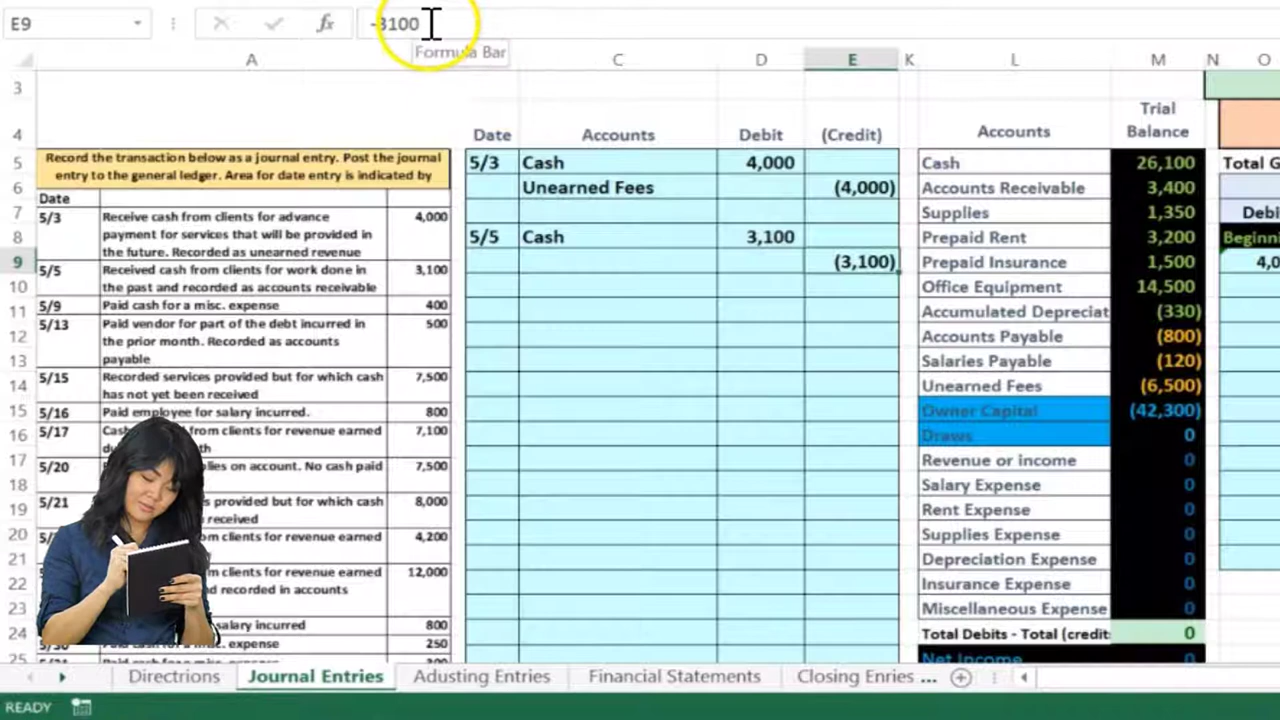 E9
fx
-3100
Formula Bar
A
C
D
E
K
L
M
N
O
3
4
Date
Accounts
Debit
(Credit)
Accounts
Trial
Balance
Record the transaction below as a journal entry. Post the journal
entry to the general ledger. Area for date entry is indicated by
Date
5/3 Receive cash from clients for advance 4,000
payment for services that will be provided in
the future. Recorded as unearned revenue
5/5 Received cash from clients for work done in 3,100
the past and recorded as accounts receivable
5/9 Paid cash for a misc. expense 400
5/13 Paid vendor for part of the debt incurred in 500
the prior month. Recorded as accounts
payable
5/15 Recorded services provided but for which cash 7,500
has not yet been received
5/16 Paid employee for salary incurred. 800
5/17 from clients for revenue earned 7,100
5/20 on account. No cash paid 7,500
5/21 provided but for which cash 8,000
received
for revenue earned 4,200
from clients for revenue earned 12,000
and recorded in accounts
salary incurred 800
misc. expense 250
5 5/3 Cash 4,000
6 Unearned Fees (4,000)
7
8 5/5 Cash 3,100
9 (3,100)
10
11
12
13
14
15
16
17
18
19
20
21
22
23
24
25
Cash 26,100
Accounts Receivable 3,400
Supplies 1,350
Prepaid Rent 3,200
Prepaid Insurance 1,500
Office Equipment 14,500
Accumulated Depreciat (330)
Accounts Payable (800)
Salaries Payable (120)
Unearned Fees (6,500)
Owner Capital (42,300)
Draws 0
Revenue or income 0
Salary Expense 0
Rent Expense 0
Supplies Expense 0
Depreciation Expense 0
Insurance Expense 0
Miscellaneous Expense 0
Total Debits - Total (credits 0
Net Income
Total G
Debi
Beginni
4,0
Directions
Journal Entries
Adusting Entries
Financial Statements
Closing Enries ...
READY